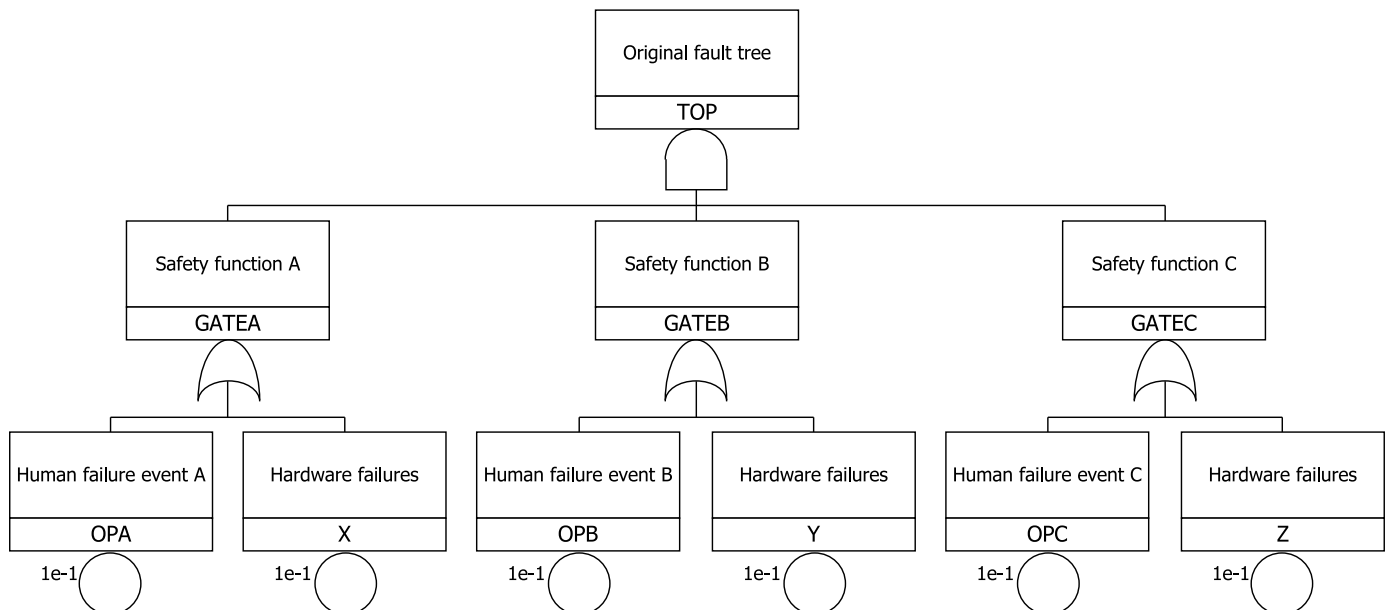 Original fault tree
TOP
Safety function A
Safety function B
Safety function C
GATEA
GATEB
GATEC
Human failure event A
Hardware failures
Human failure event B
Hardware failures
Human failure event C
Hardware failures
OPA
X
OPB
Y
OPC
Z
1e-1
1e-1
1e-1
1e-1
1e-1
1e-1